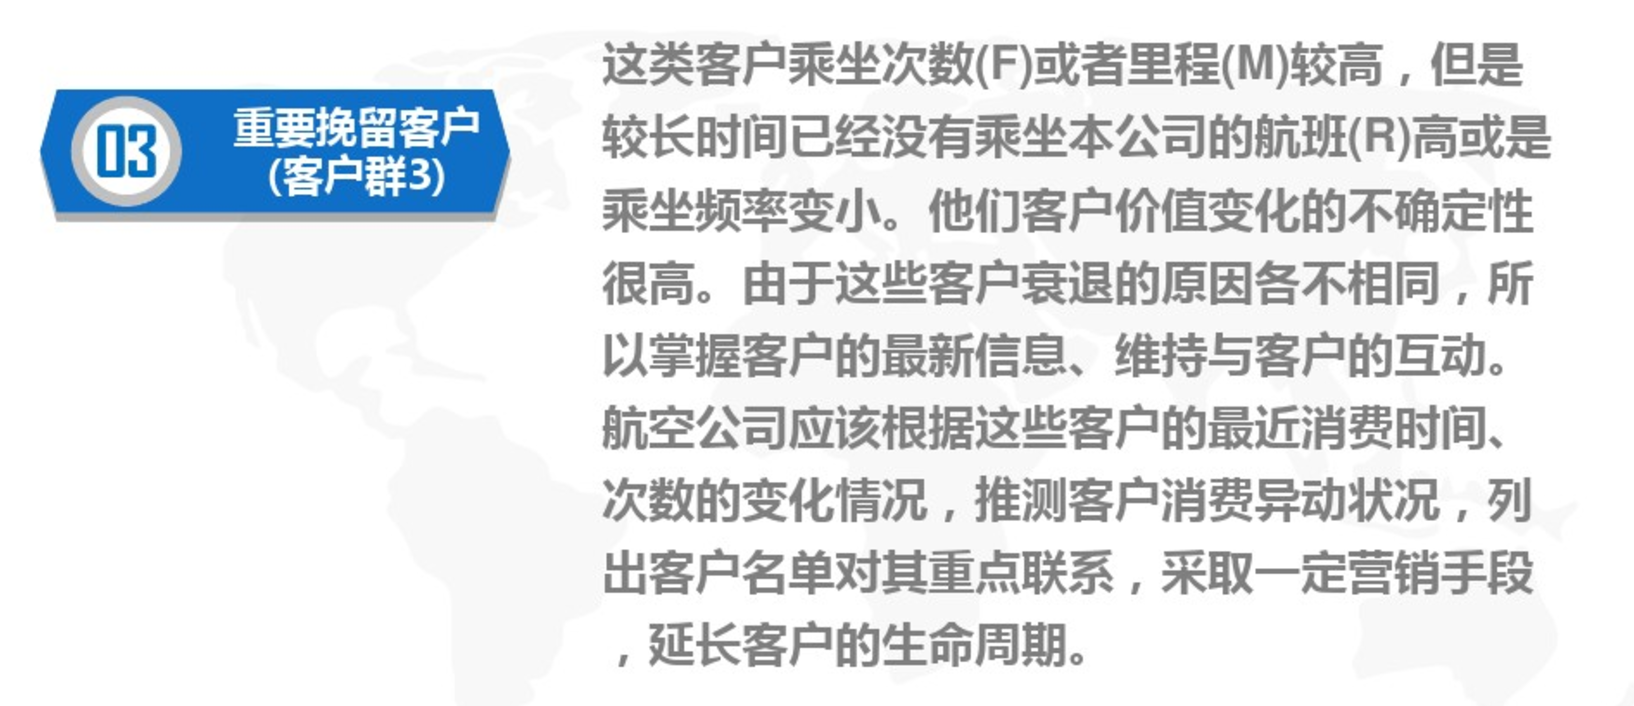 03
重要挽留客户
(客户群3)
这类客户乘坐次数(F)或者里程(M)较高，但是
较长时间已经没有乘坐本公司的航班(R)高或是
乘坐频率变小。他们客户价值变化的不确定性
很高。由于这些客户衰退的原因各不相同，所
以掌握客户的最新信息、维持与客户的互动。
航空公司应该根据这些客户的最近消费时间、
次数的变化情况，推测客户消费异动状况，列
出客户名单对其重点联系，采取一定营销手段
，延长客户的生命周期。